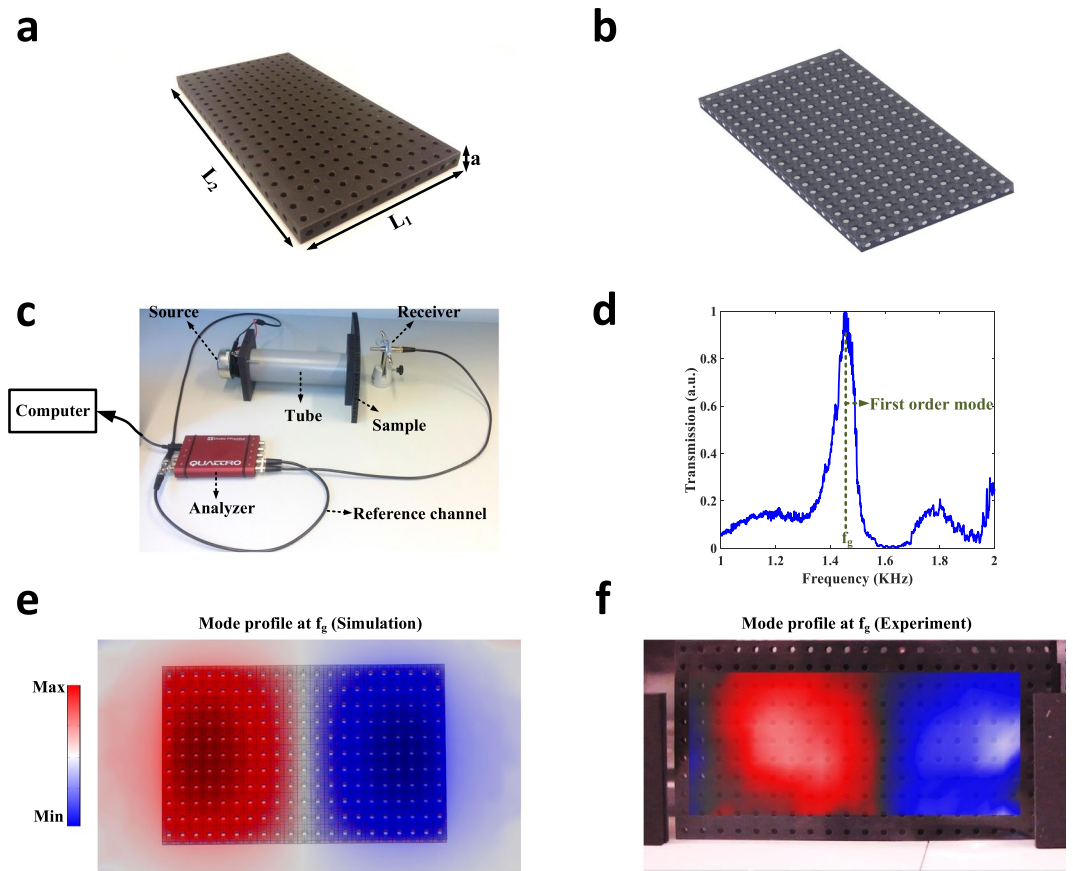 a
b
a
L2
L1
c
Source
Receiver
Computer
Tube
Sample
QUATTRO
Analyzer
Reference channel
d
1
0.8
0.6
0.4
0.2
0
Transmission (a.u.)
First order mode
fg
1
1.2
1.4
1.6
1.8
2
Frequency (KHz)
e
f
Mode profile at fg (Simulation)
Mode profile at fg (Experiment)
Max
Min